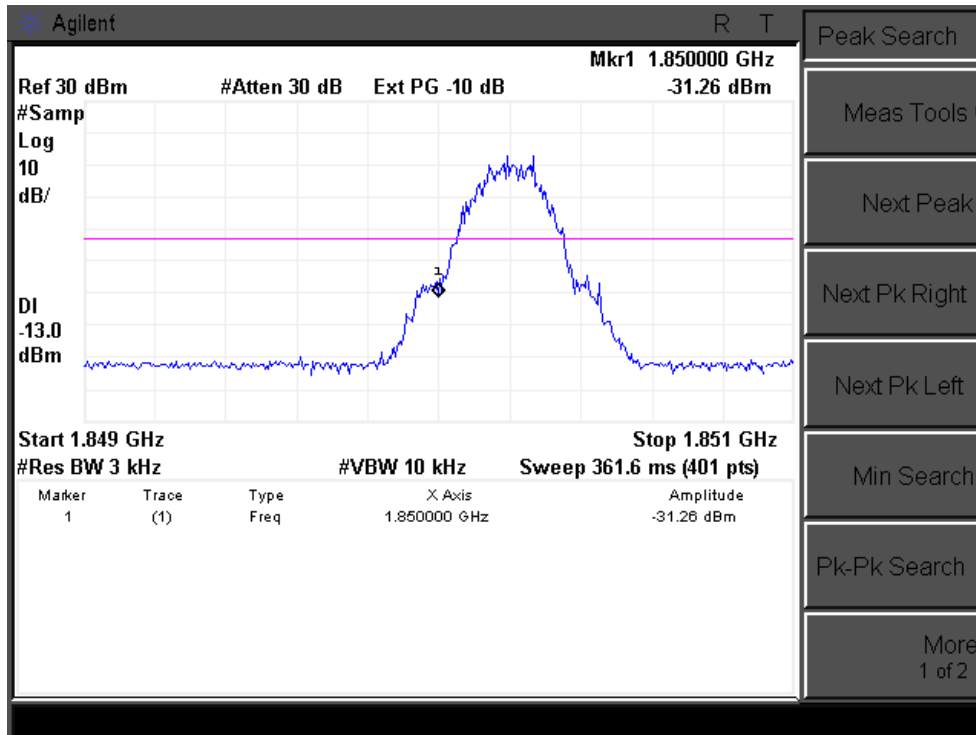 Agilent R T
Mkr1 1.850000 GHz
Ref 30 dBm #Atten 30 dB Ext PG -10 dB -31.26 dBm
#Samp
Log
10
dB/
1
DI
-13.0
dBm
Start 1.849 GHz Stop 1.851 GHz
#Res BW 3 kHz #VBW 10 kHz Sweep 361.6 ms (401 pts)
Marker Trace Type X Axis Amplitude
1 (1) Freq 1.850000 GHz -31.26 dBm
Peak Search
Meas Tools
Next Peak
Next Pk Right
Next Pk Left
Min Search
Pk-Pk Search
More
1 of 2